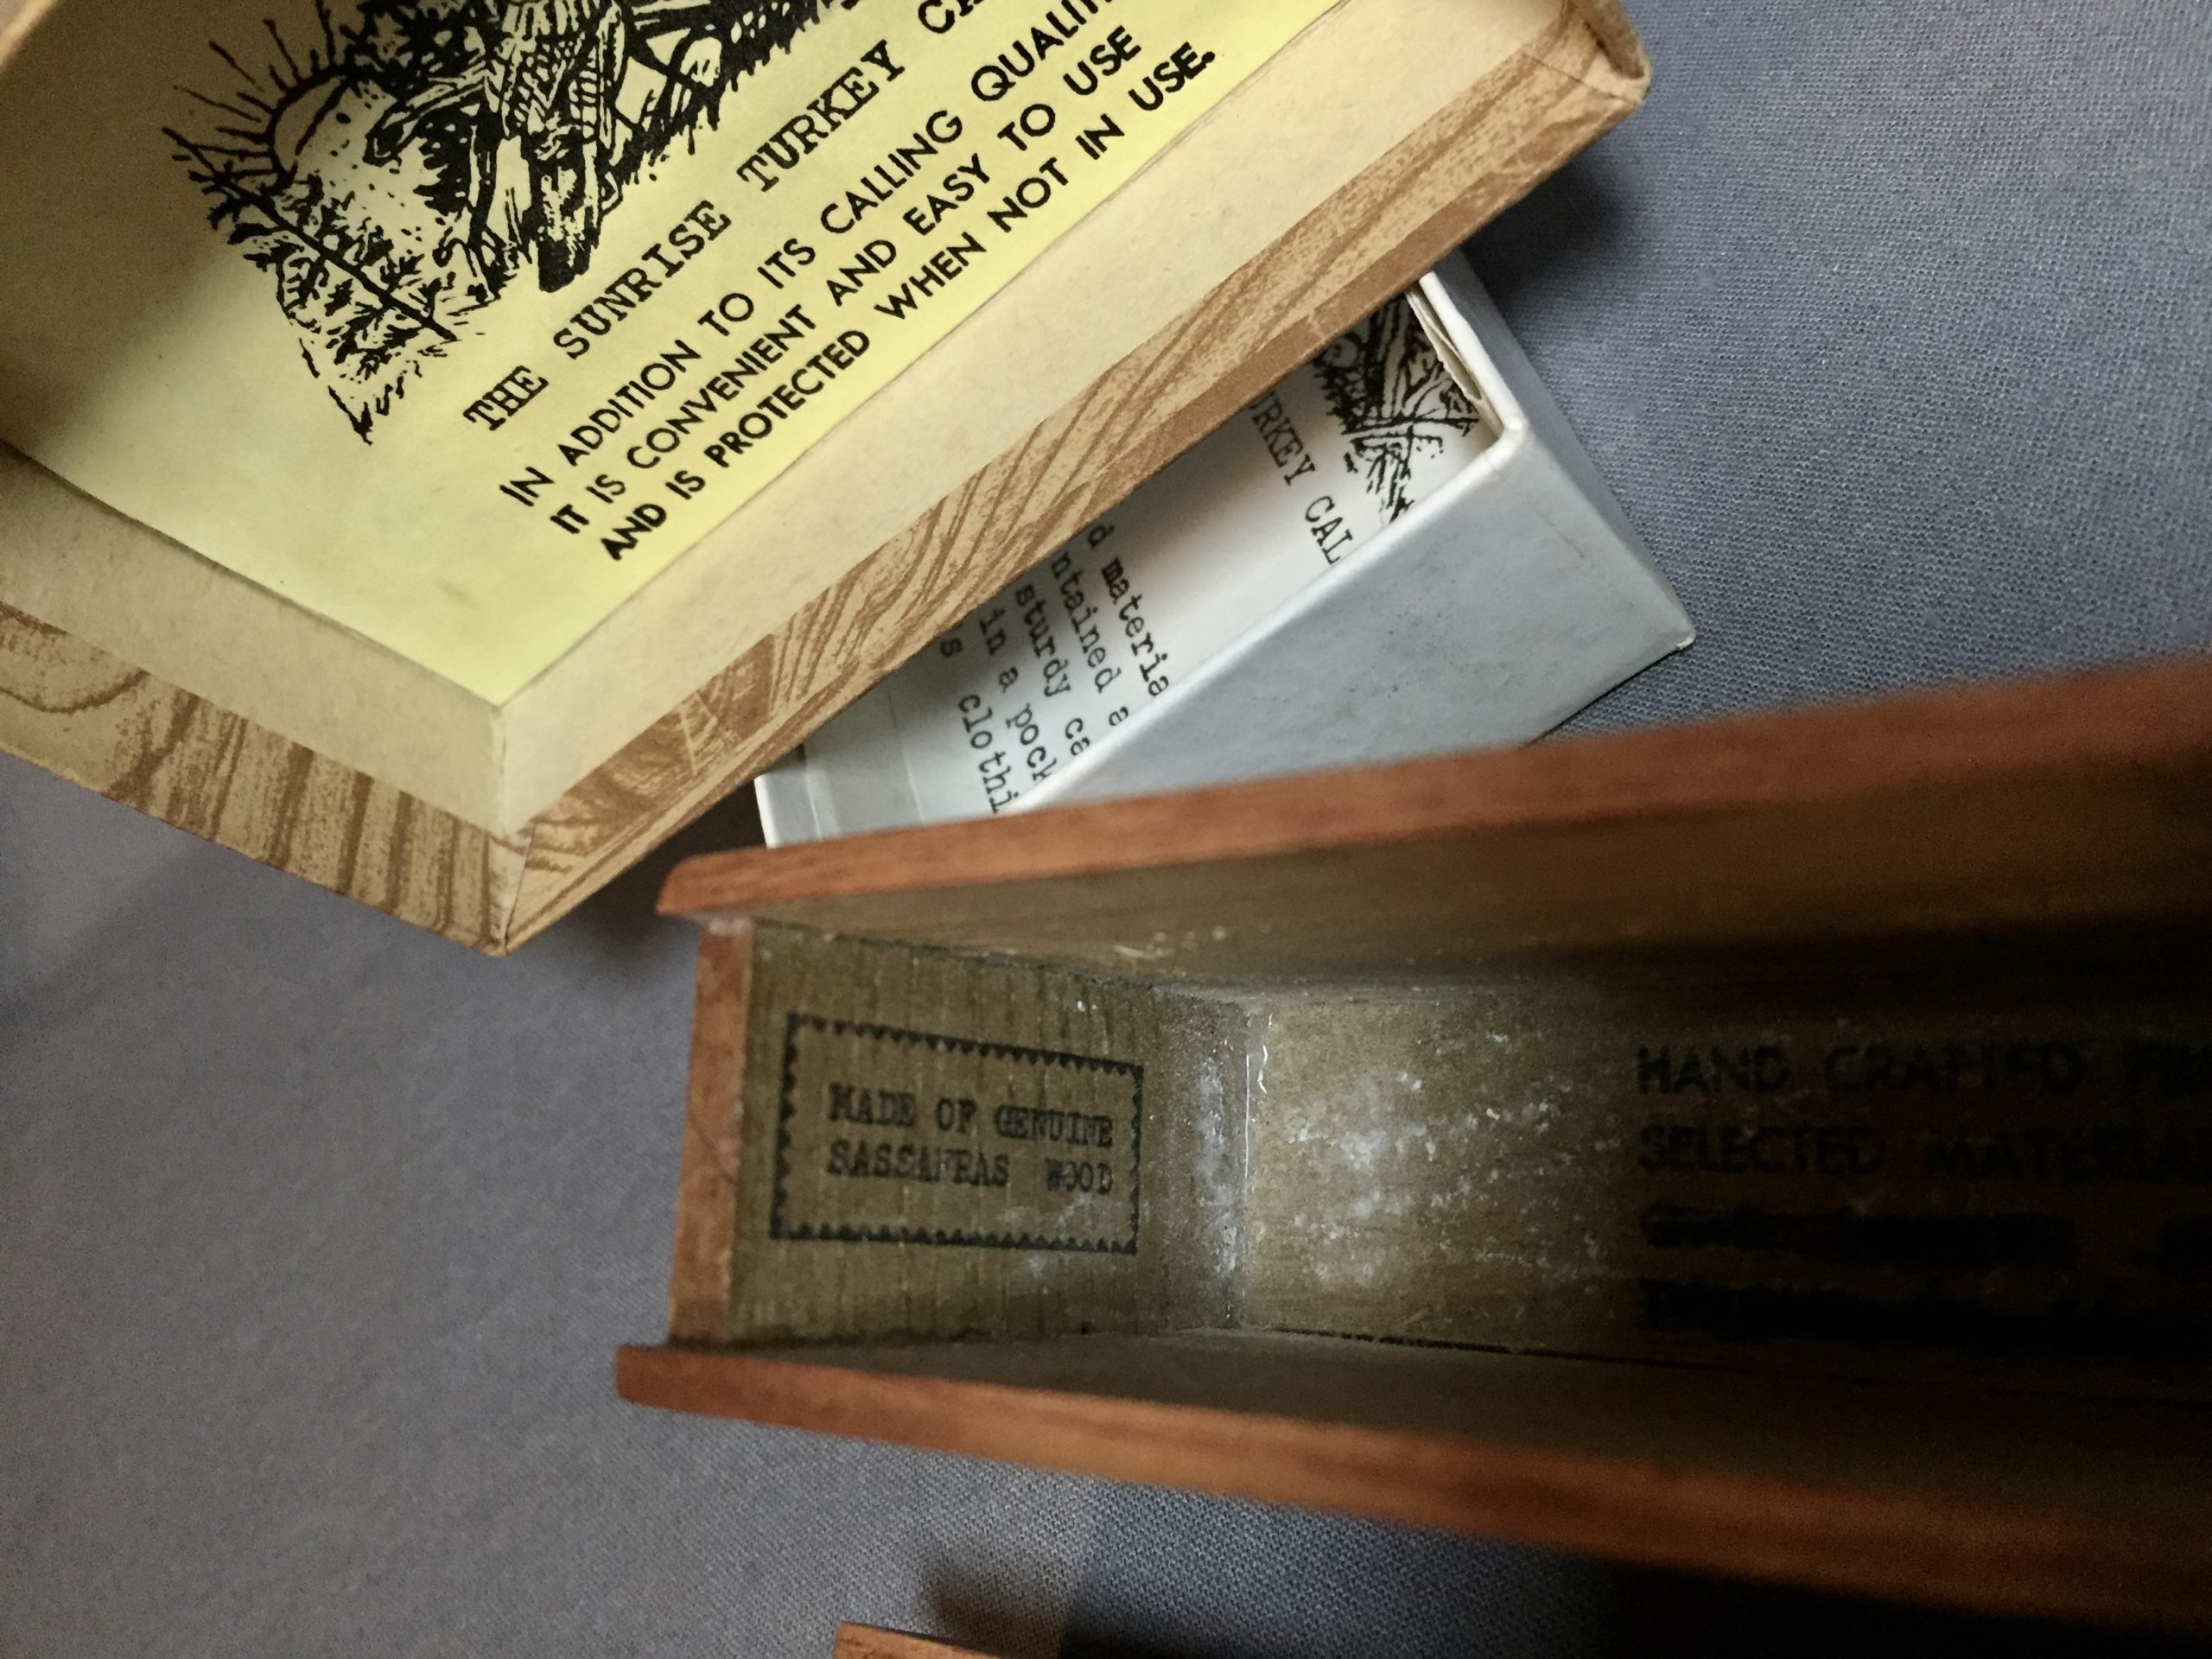 THE SUNRISE TURKEY
IN ADDITION TO ITS CALLING
IT IS CONVENIENT AND EASY TO USE
AND IS PROTECTED WHEN NOT IN USE.
TURKEY CAL
d materia
ntained a
sturdy ca
in a pock
s clothi
MADE OF GENUINE
SASSAFRAS WOOD
HAND CRAFTED
SELECTED